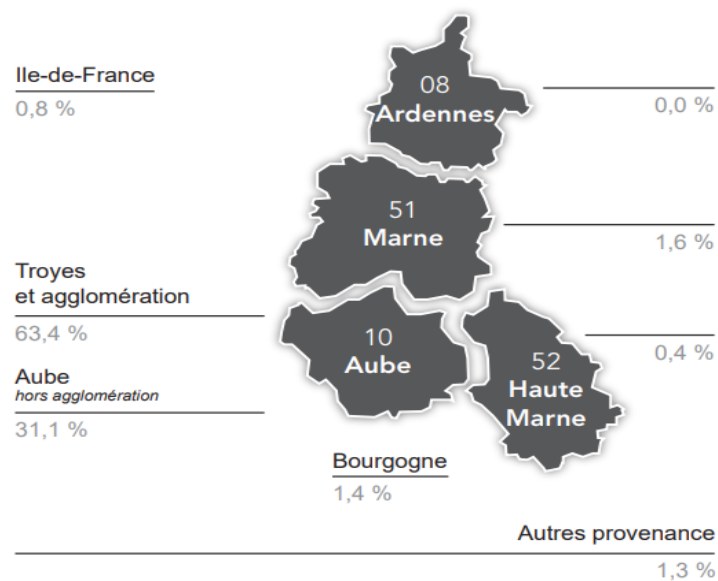 Ile-de-France
0,8 %
08
Ardennes
0,0 %
51
Marne
1,6 %
Troyes
et agglomération
63,4 %
10
Aube
0,4 %
52
Haute
Marne
Aube
hors agglomération
31,1 %
Bourgogne
1,4 %
Autres provenance
1,3 %